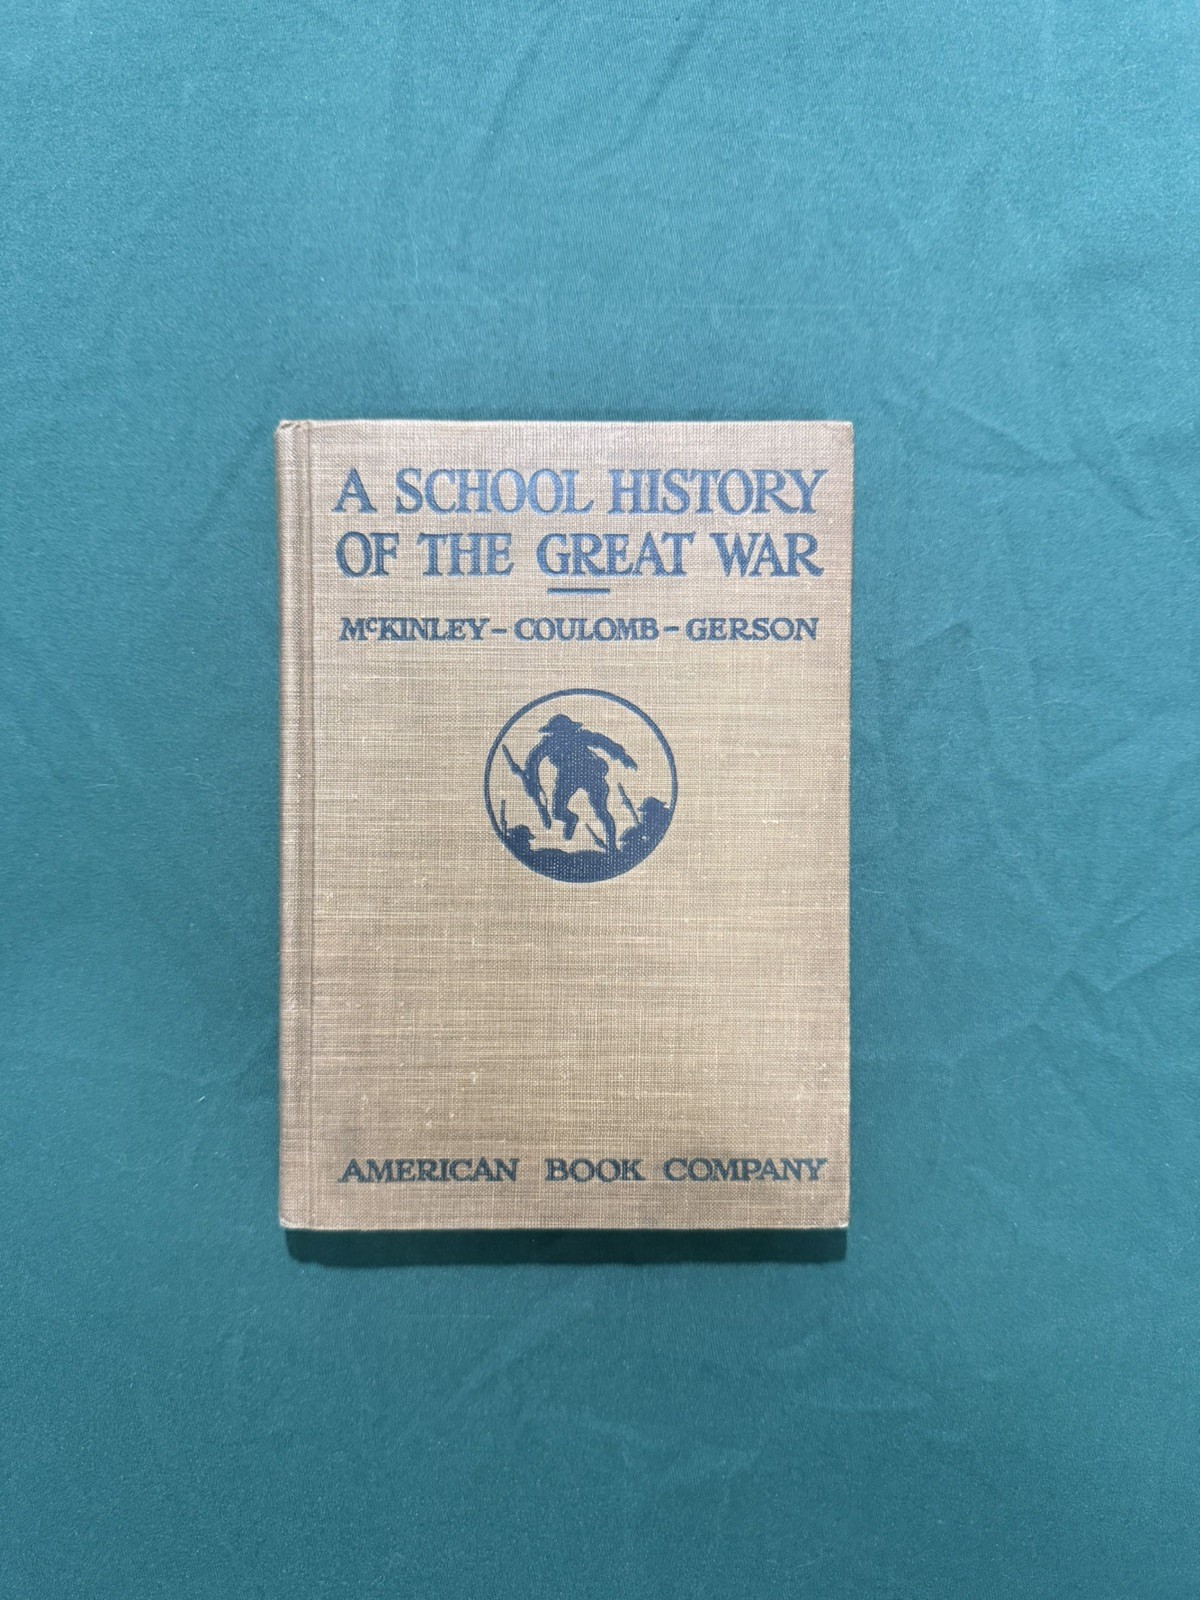 A SCHOOL HISTORY
OF THE GREAT WAR
McKINLEY – COULOMB – GERSON
AMERICAN BOOK COMPANY